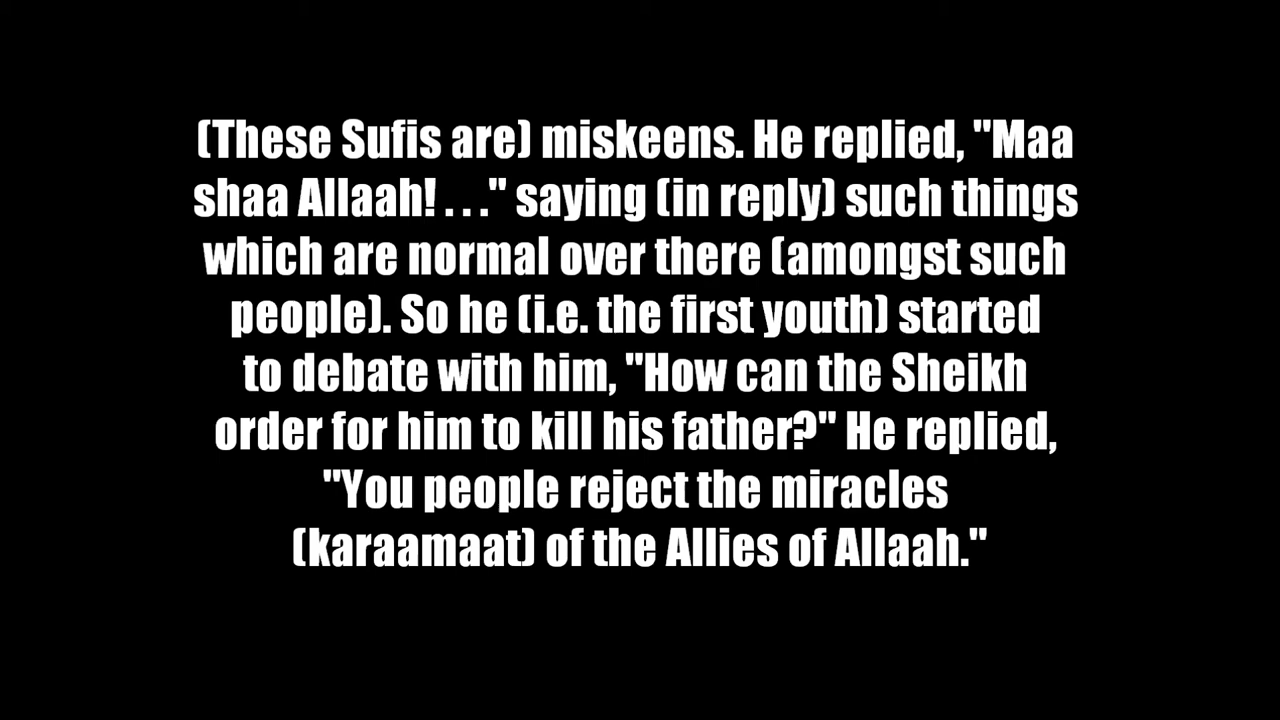 (These Sufis are) miskeens. He replied, "Maa
shaa Allaah! . . ." saying (in reply) such things
which are normal over there (amongst such
people). So he (i.e. the first youth) started
to debate with him, "How can the Sheikh
order for him to kill his father?" He replied,
"You people reject the miracles
(karaamaat) of the Allies of Allaah."